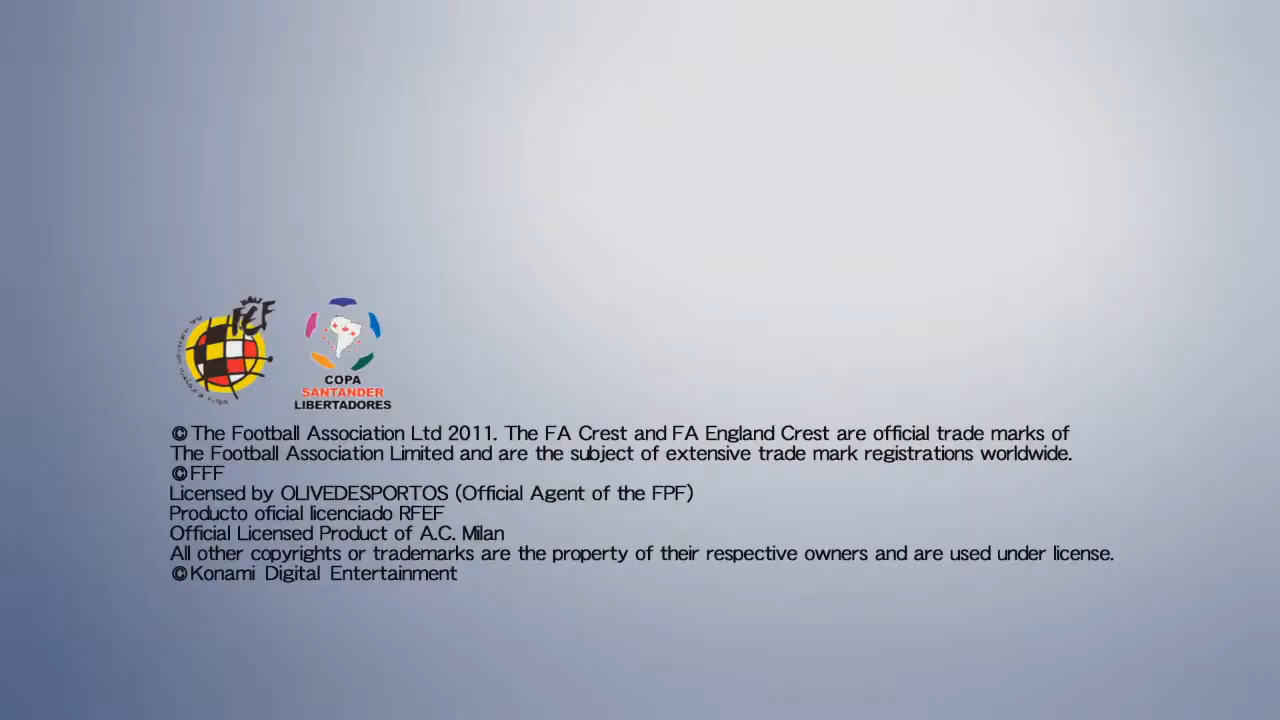 FCF
COPA
SANTANDER
LIBERTADORES
©The Football Association Ltd 2011. The FA Crest and FA England Crest are official trade marks of
The Football Association Limited and are the subject of extensive trade mark registrations worldwide.
©FFF
Licensed by OLIVEDESPORTOS (Official Agent of the FPF)
Producto oficial licenciado RFEF
Official Licensed Product of A.C. Milan
All other copyrights or trademarks are the property of their respective owners and are used under license.
©Konami Digital Entertainment